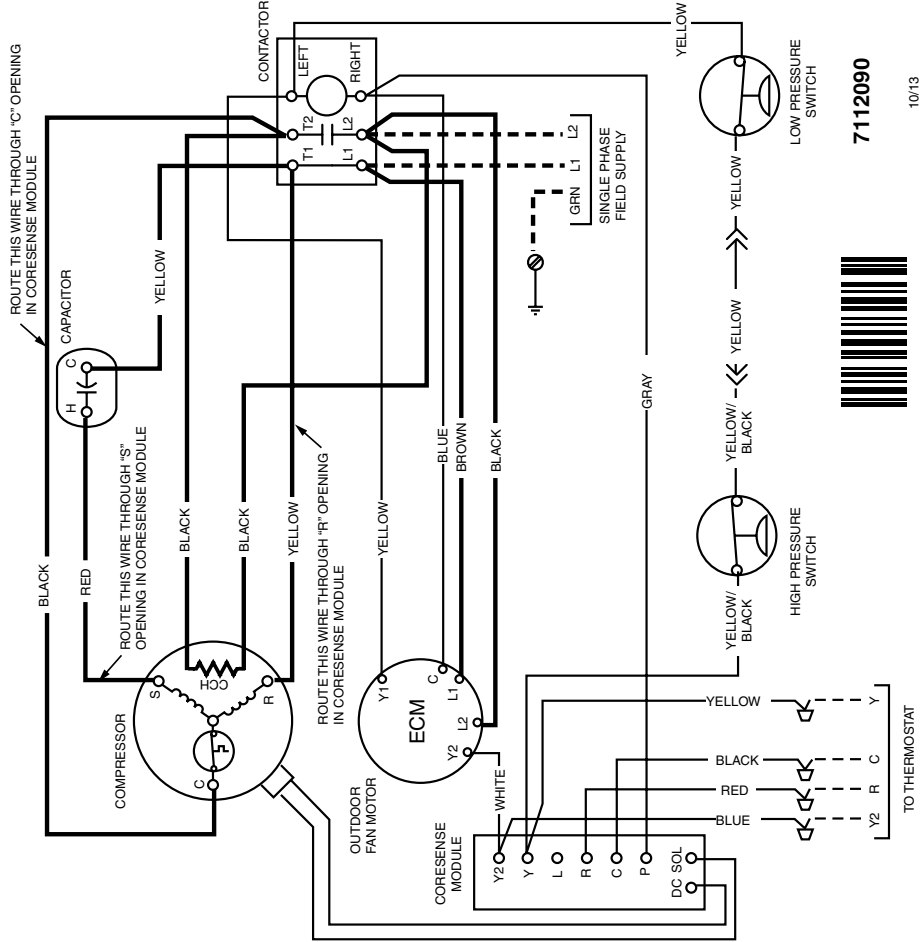 ROUTE THIS WIRE THROUGH "C" OPENING
IN CORESENSE MODULE
CAPACITOR
H
C
BLACK
RED
YELLOW
ROUTE THIS WIRE THROUGH "S"
OPENING IN CORESENSE MODULE
BLACK
BLACK
YELLOW
ROUTE THIS WIRE THROUGH "R" OPENING
IN CORESENSE MODULE
COMPRESSOR
S
CCH
R
C
CONTACTOR
LEFT
RIGHT
T2
L2
T1
L1
YELLOW
BLUE
BROWN
BLACK
L2
L1
GRN
SINGLE PHASE
FIELD SUPPLY
OUTDOOR
FAN MOTOR
ECM
Y1
C
L1
L2
Y2
WHITE
GRAY
CORESENSE
MODULE
Y2
Y
L
R
C
P
DC SOL
YELLOW
BLACK
RED
BLUE
Y
C
R
Y2
TO THERMOSTAT
YELLOW/
BLACK
HIGH PRESSURE
SWITCH
YELLOW/
BLACK
YELLOW
YELLOW
LOW PRESSURE
SWITCH
YELLOW
7112090
10/13